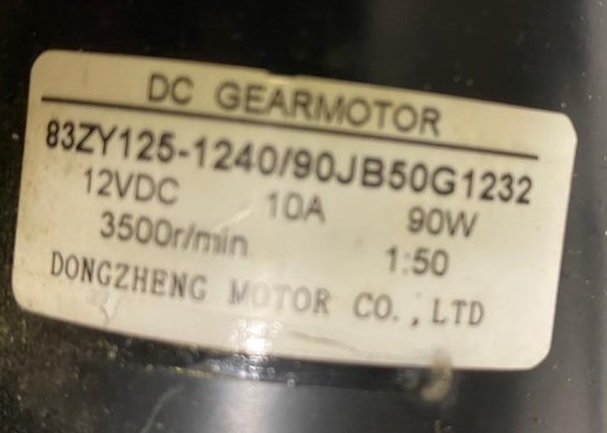 DC GEARMOTOR
83ZY125-1240/90JB50G1232
12VDC 10A 90W
3500r/min 1:50
DONGZHENG MOTOR CO.,LTD